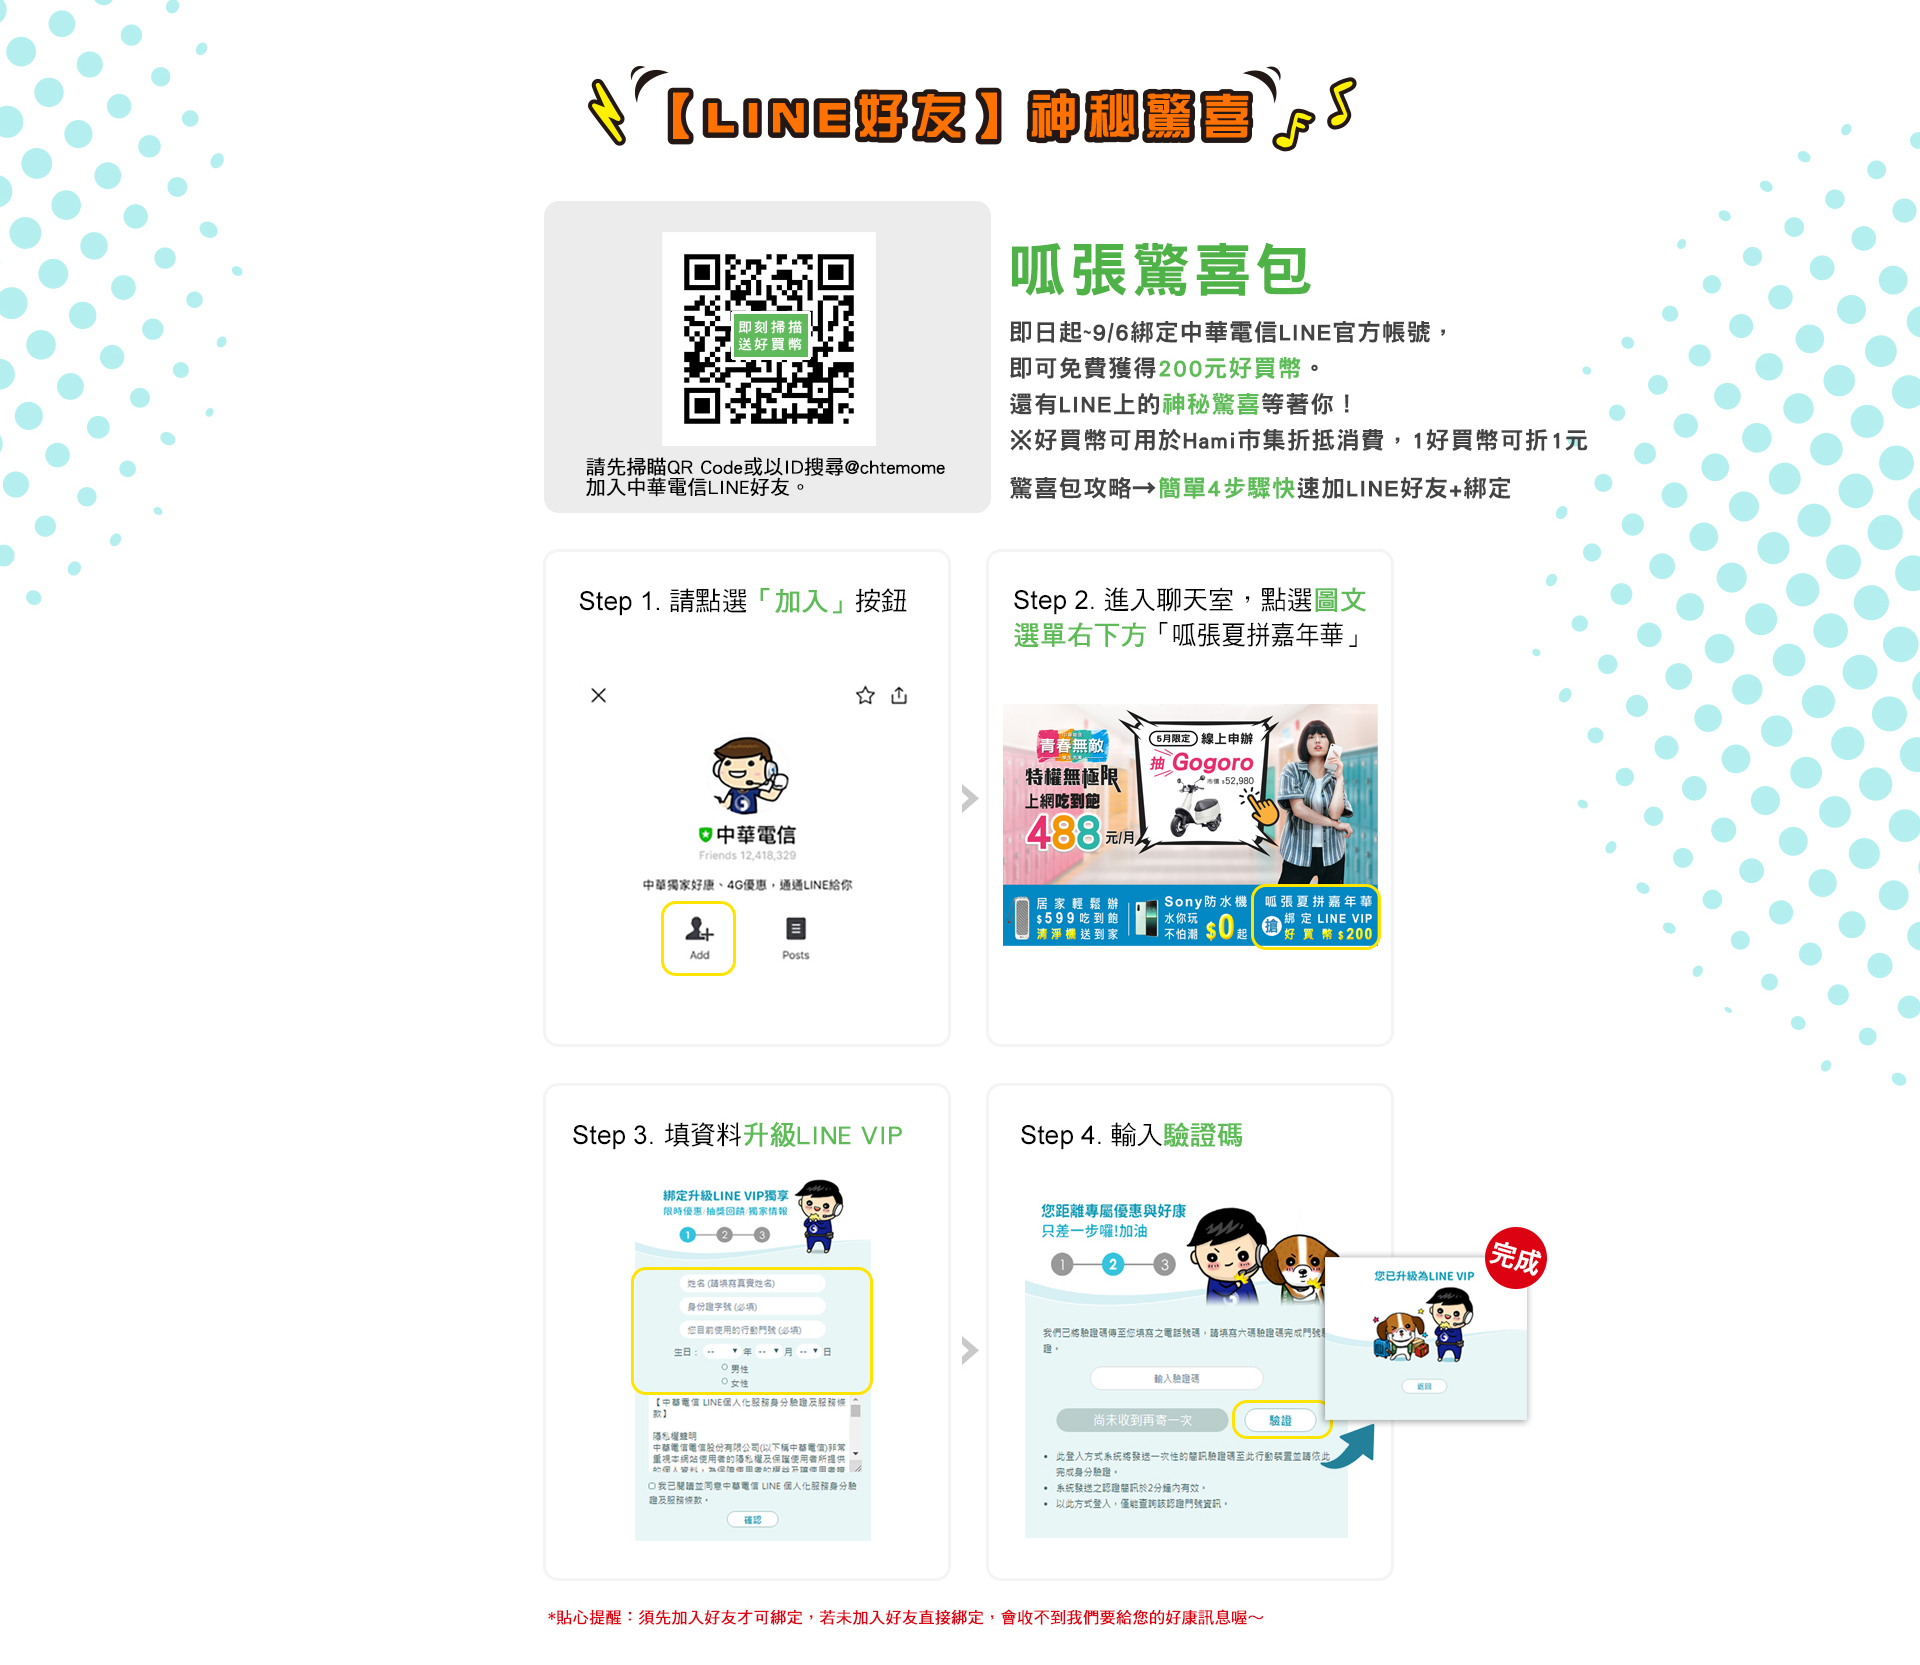 【LINE好友】神秘驚喜
即刻掃描
送好買幣
請先掃瞄QR Code或以ID搜尋@chtemome
加入中華電信LINE好友。
呱張驚喜包
即日起~9/6綁定中華電信LINE官方帳號，
即可免費獲得200元好買幣。
還有LINE上的神秘驚喜等著你！
※好買幣可用於Hami市集折抵消費，1好買幣可折1元
驚喜包攻略→簡單4步驟快速加LINE好友+綁定
Step 1. 請點選「加入」按鈕
中華電信
Friends 12,418,329
中華獨家好康、4G優惠，通通LINE給你
Add
Posts
Step 2. 進入聊天室，點選圖文
選單右下方「呱張夏拼嘉年華」
青春無敵
特權無極限
上網吃到飽
488元/月
5月限定 線上申辦
抽Gogoro
市價 $52,980
居家輕鬆辦
$599吃到飽
清淨機送到家
Sony防水機
水你玩
不怕潮 $0起
呱張夏拼嘉年華
搶 綁定LINE VIP
好買幣$200
Step 3. 填資料升級LINE VIP
綁定升級LINE VIP獨享
限時優惠 抽獎回饋 獨家情報
1 2 3
姓名 (請填寫真實姓名)
身份證字號 (必填)
您目前使用的行動門號 (必填)
生日： -- 年 -- 月 -- 日
男性
女性
【中華電信 LINE個人化服務身分驗證及服務條
款】
隱私權聲明
中華電信電信股份有限公司(以下稱中華電信)非常
重視本網站使用者的隱私權及保護使用者所提供
我已閱讀並同意中華電信 LINE 個人化服務身分驗
證及服務條款。
確認
Step 4. 輸入驗證碼
您距離專屬優惠與好康
只差一步囉!加油
1 2 3
我們已將驗證碼傳至您填寫之電話號碼，請填寫六碼驗證碼完成門號
證。
輸入驗證碼
尚未收到再寄一次
驗證
• 此登入方式系統將發送一次性的簡訊驗證碼至此行動裝置並請依此
完成身分驗證。
• 系統發送之認證簡訊於2分鐘內有效。
• 以此方式登入，僅能查詢該認證門號資訊。
完成
您已升級為LINE VIP
返回
*貼心提醒：須先加入好友才可綁定，若未加入好友直接綁定，會收不到我們要給您的好康訊息喔～